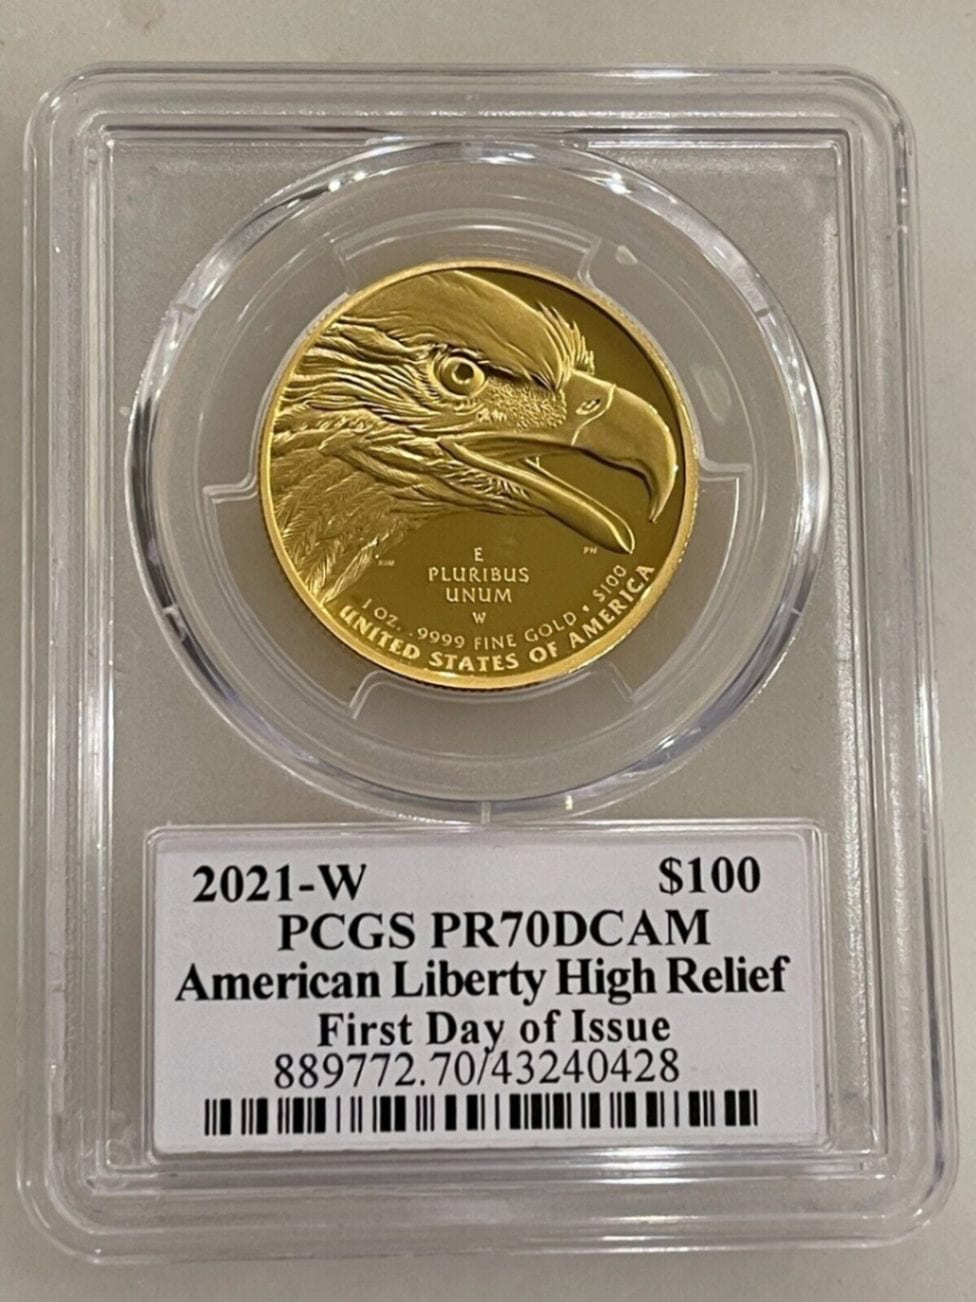 E
PLURIBUS
UNUM
W
1 OZ. .9999 FINE GOLD • $100
UNITED STATES OF AMERICA
PH
2021-W $100
PCGS PR70DCAM
American Liberty High Relief
First Day of Issue
889772.70/43240428